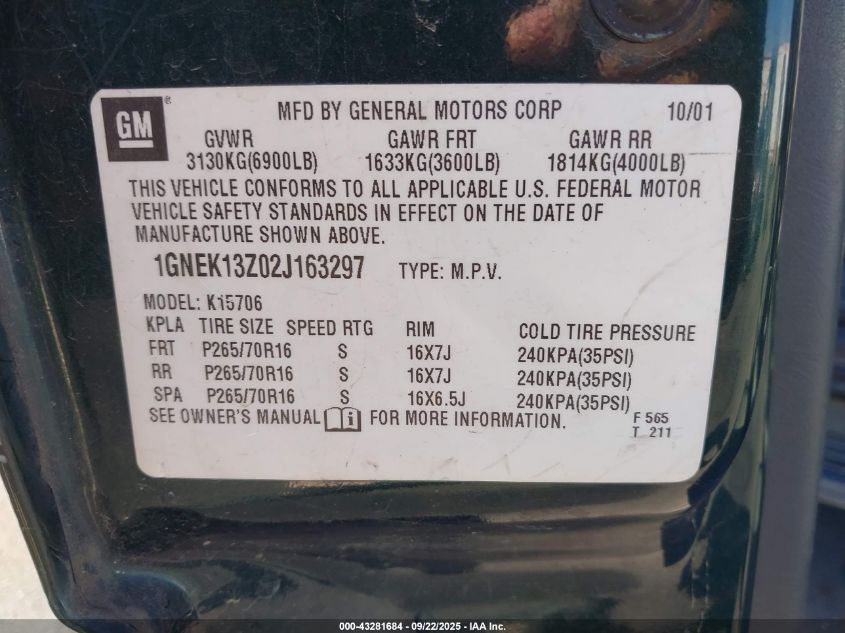 GM ® MFD BY GENERAL MOTORS CORP 10/01
GVWR GAWR FRT GAWR RR
3130KG(6900LB) 1633KG(3600LB) 1814KG(4000LB)
THIS VEHICLE CONFORMS TO ALL APPLICABLE U.S. FEDERAL MOTOR
VEHICLE SAFETY STANDARDS IN EFFECT ON THE DATE OF
MANUFACTURE SHOWN ABOVE.
1GNEK13Z02J163297 TYPE: M.P.V.
MODEL: K15706
KPLA TIRE SIZE SPEED RTG RIM COLD TIRE PRESSURE
FRT P265/70R16 S 16X7J 240KPA(35PSI)
RR P265/70R16 S 16X7J 240KPA(35PSI)
SPA P265/70R16 S 16X6.5J 240KPA(35PSI)
SEE OWNER'S MANUAL i FOR MORE INFORMATION. F 565
T 211
000-43281684 - 09/22/2025 - IAA Inc.